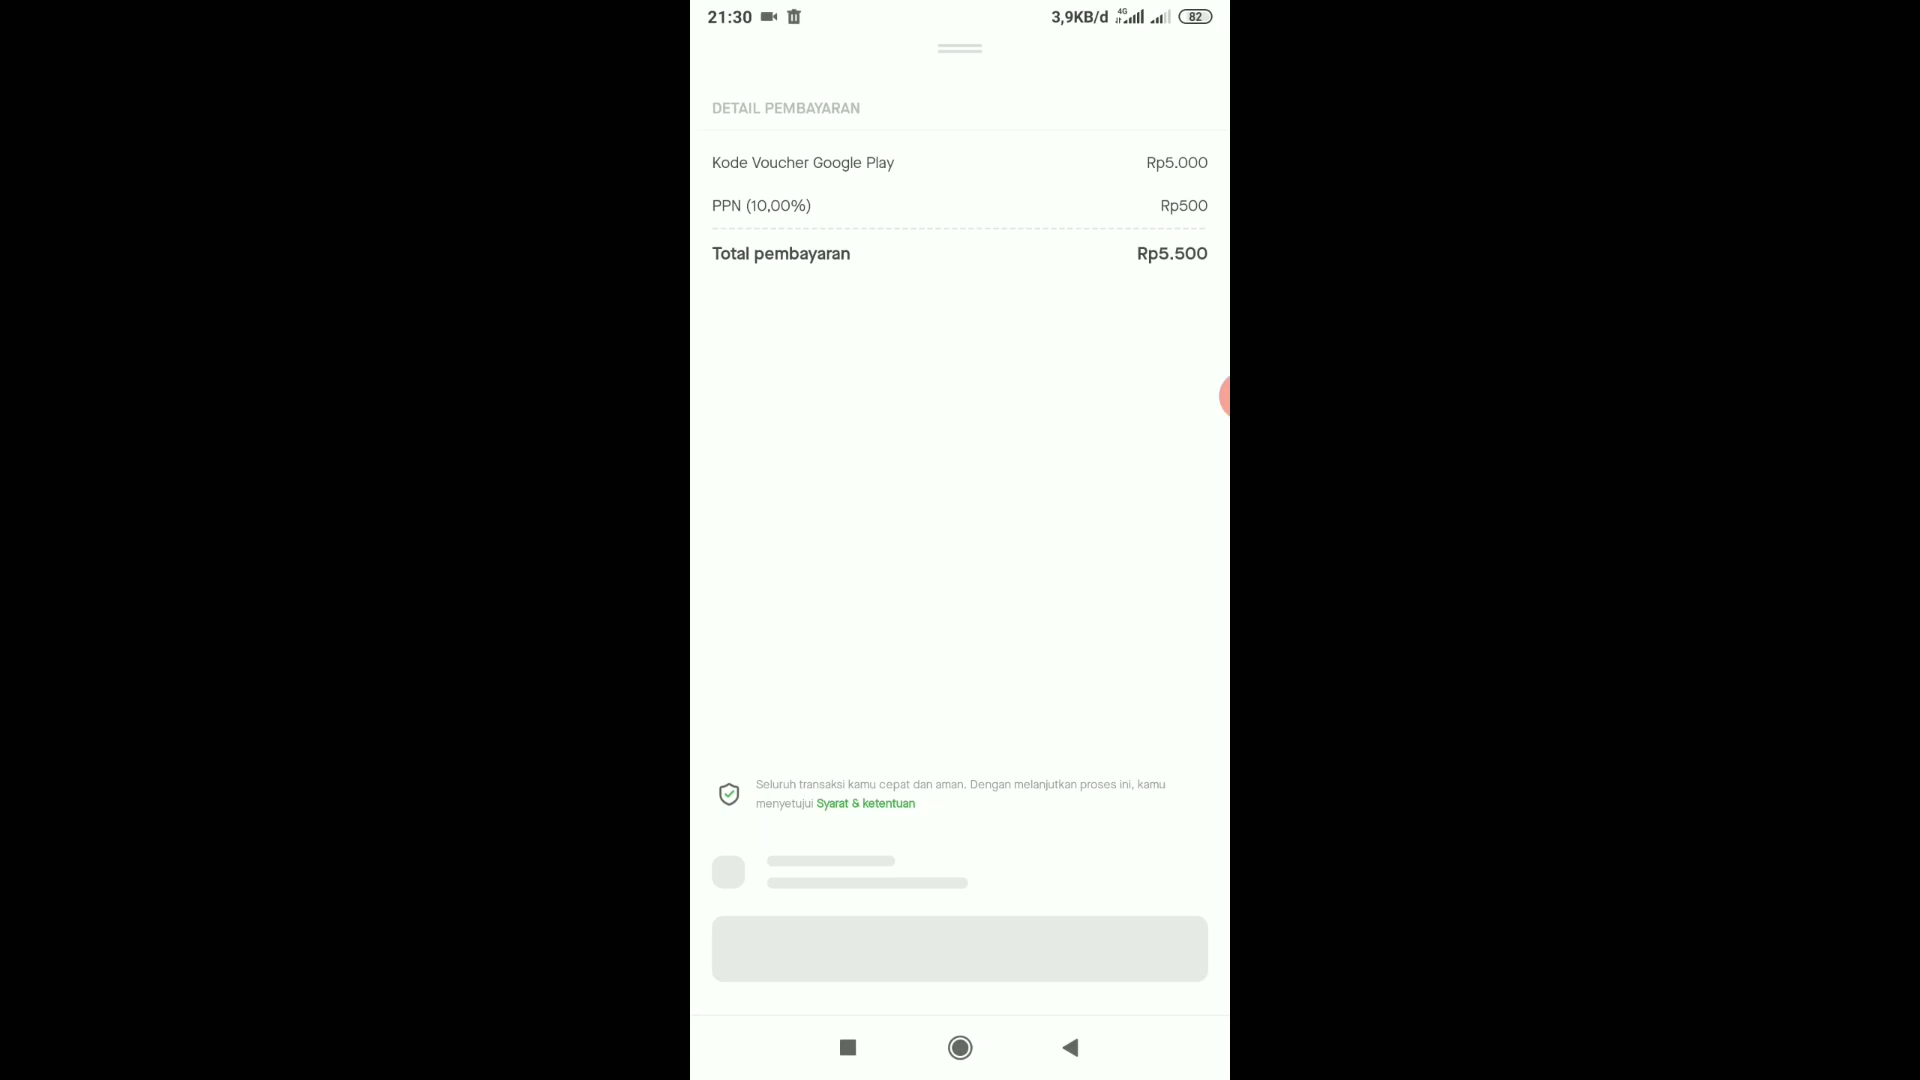 21:30 3,9KB/d 4G 82
DETAIL PEMBAYARAN
Kode Voucher Google Play Rp5.000
PPN (10,00%) Rp500
Total pembayaran Rp5.500
Seluruh transaksi kamu cepat dan aman. Dengan melanjutkan proses ini, kamu
menyetujui Syarat & ketentuan